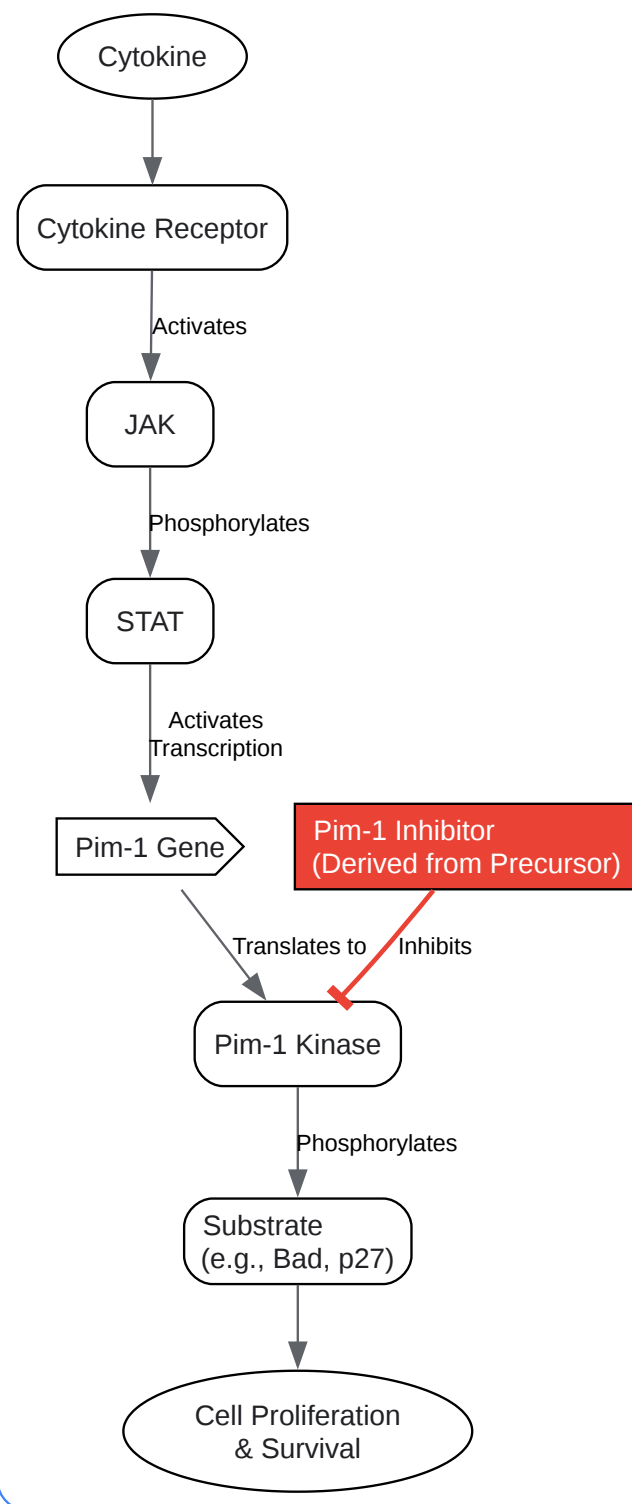 Cytokine
Cytokine Receptor
Activates
JAK
Phosphorylates
STAT
Activates
Transcription
Pim-1 Gene
Pim-1 Inhibitor
(Derived from Precursor)
Translates to
Inhibits
Pim-1 Kinase
Phosphorylates
Substrate
(e.g., Bad, p27)
Cell Proliferation
& Survival